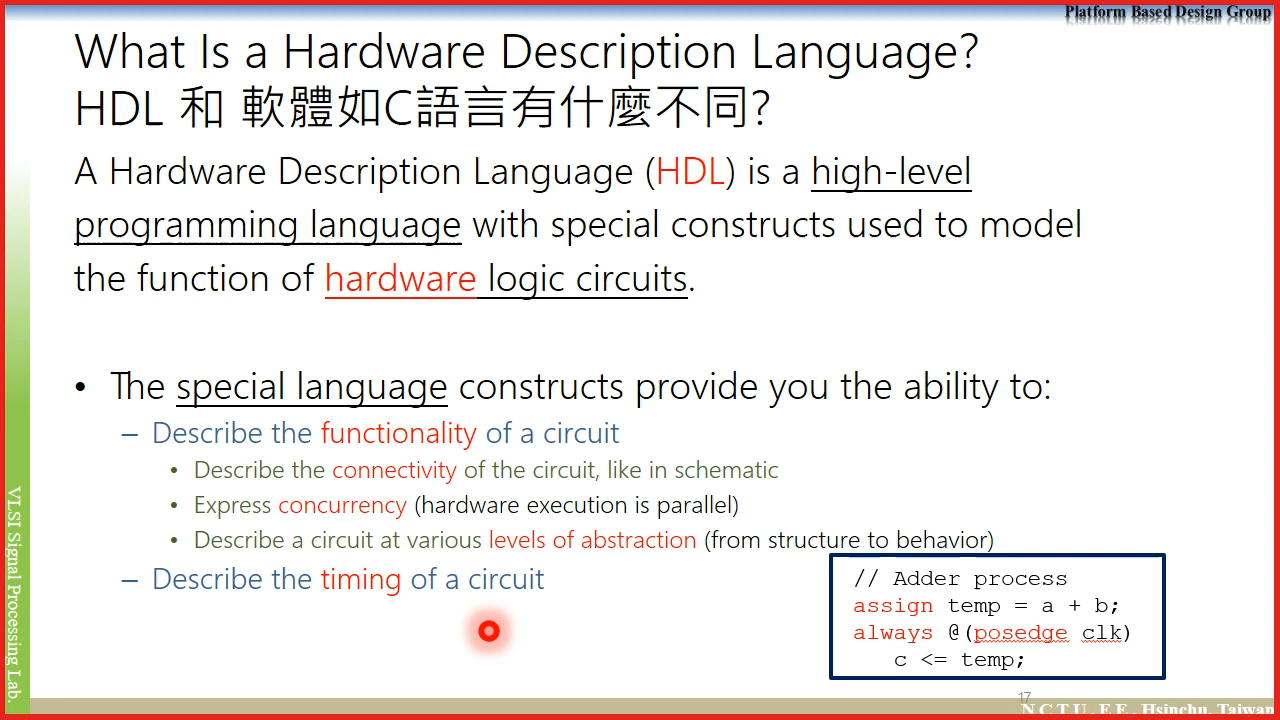 Platform Based Design Group
What Is a Hardware Description Language?
HDL 和 軟體如C語言有什麼不同?
A Hardware Description Language (HDL) is a high-level
programming language with special constructs used to model
the function of hardware logic circuits.
• The special language constructs provide you the ability to:
– Describe the functionality of a circuit
• Describe the connectivity of the circuit, like in schematic
• Express concurrency (hardware execution is parallel)
• Describe a circuit at various levels of abstraction (from structure to behavior)
– Describe the timing of a circuit
// Adder process
assign temp = a + b;
always @(posedge clk)
c <= temp;
VLSI Signal Processing Lab.
17
N C T U . E E , Hsinchu, Taiwan